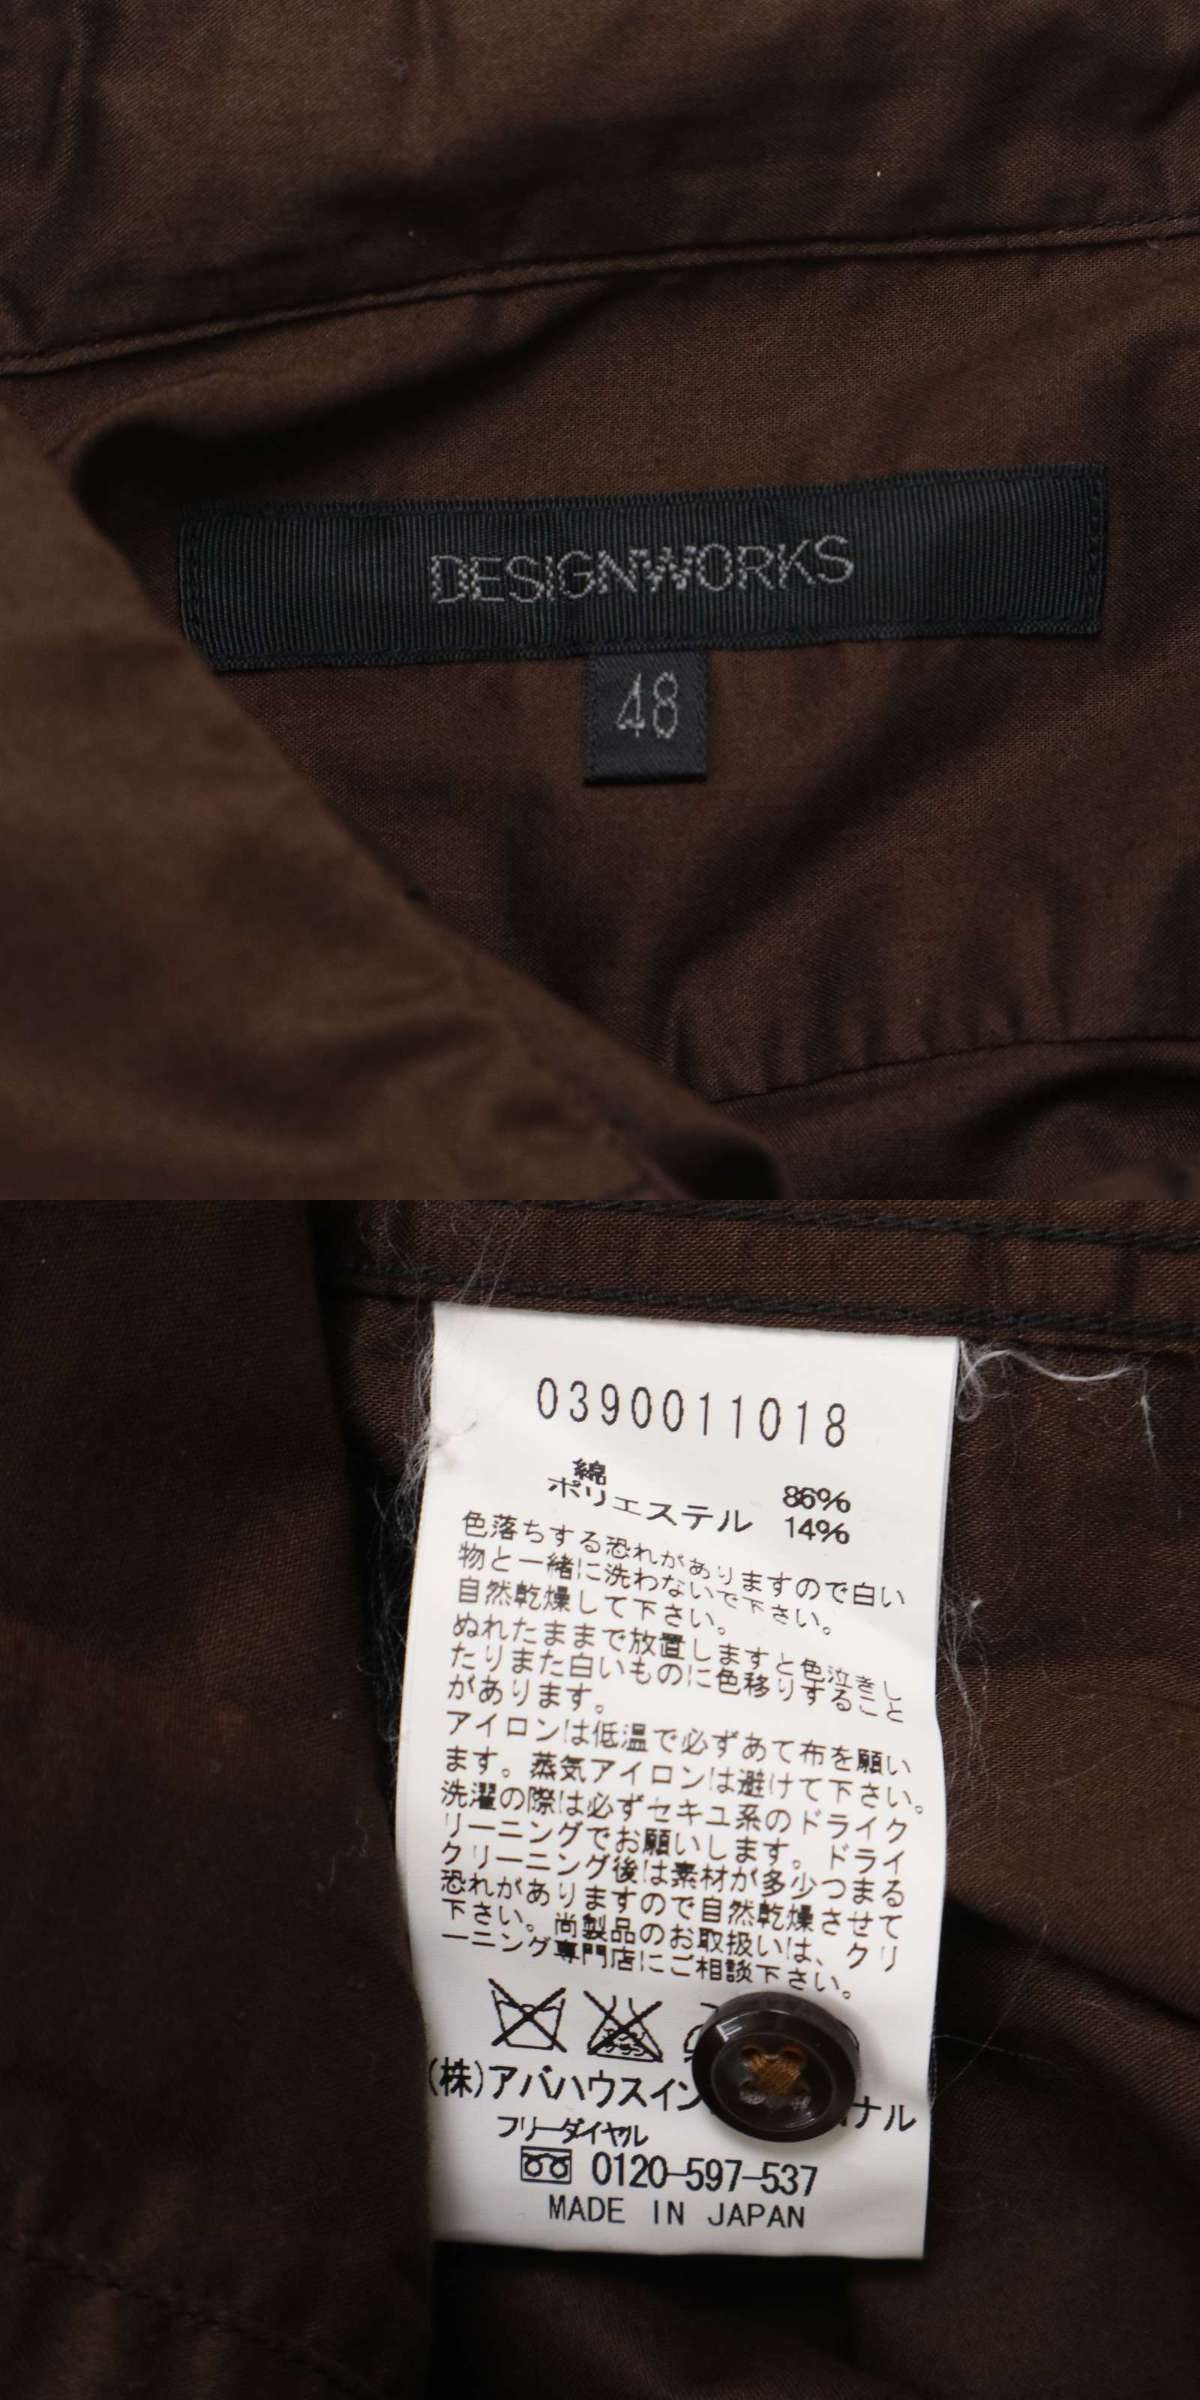 DESIGNWORKS
48
0390011018
綿 86%
ポリエステル 14%
色落ちする恐れがありますので白い
物と一緒に洗わないで下さい。
自然乾燥して下さい。
ぬれたままで放置しますと色泣きし
たりまた白いものに色移りすること
があります。
アイロンは低温で必ずあて布を願い
ます。蒸気アイロンは避けて下さい。
洗濯の際は必ずセキユ系のドライク
リーニングでお願いします。ドライ
クリーニング後は素材が多少つまる
恐れがありますので自然乾燥させて
下さい。尚製品のお取扱いは、クリ
ーニング専門店にご相談下さい。
(株)アバハウスイン ナル
フリーダイヤル
0120-597-537
MADE IN JAPAN